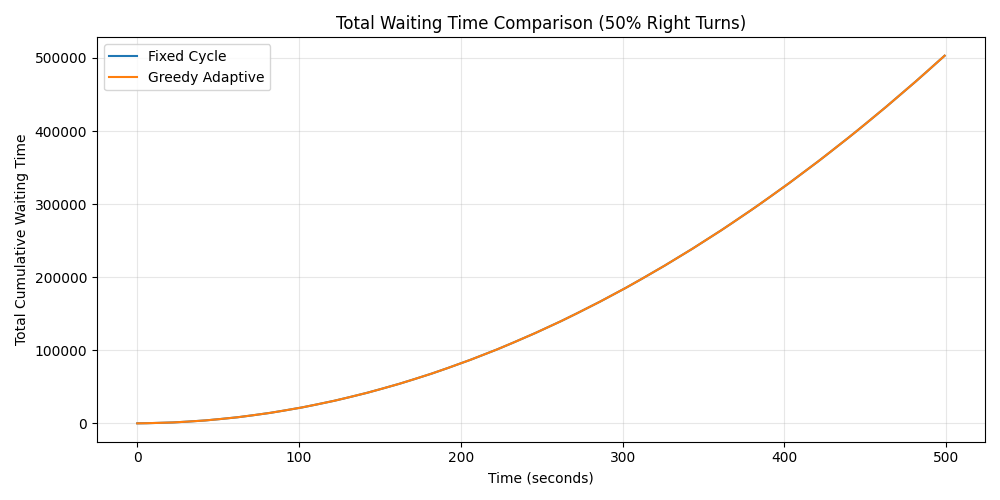 Total Waiting Time Comparison (50% Right Turns)
Fixed Cycle
Greedy Adaptive
Total Cumulative Waiting Time
500000
400000
300000
200000
100000
0
0 100 200 300 400 500
Time (seconds)